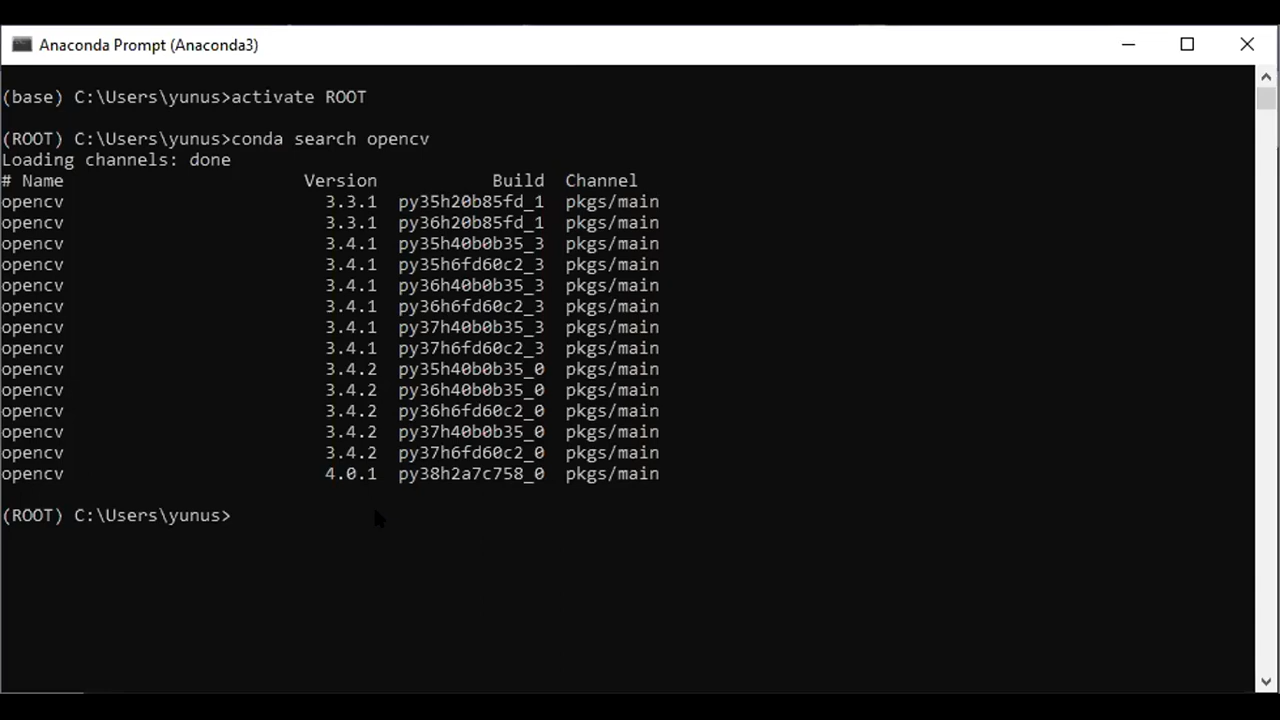 Anaconda Prompt (Anaconda3)
(base) C:\Users\yunus>activate ROOT
(ROOT) C:\Users\yunus>conda search opencv
Loading channels: done
# Name Version Build Channel
opencv 3.3.1 py35h20b85fd_1 pkgs/main
opencv 3.3.1 py36h20b85fd_1 pkgs/main
opencv 3.4.1 py35h40b0b35_3 pkgs/main
opencv 3.4.1 py35h6fd60c2_3 pkgs/main
opencv 3.4.1 py36h40b0b35_3 pkgs/main
opencv 3.4.1 py36h6fd60c2_3 pkgs/main
opencv 3.4.1 py37h40b0b35_3 pkgs/main
opencv 3.4.1 py37h6fd60c2_3 pkgs/main
opencv 3.4.2 py35h40b0b35_0 pkgs/main
opencv 3.4.2 py36h40b0b35_0 pkgs/main
opencv 3.4.2 py36h6fd60c2_0 pkgs/main
opencv 3.4.2 py37h40b0b35_0 pkgs/main
opencv 3.4.2 py37h6fd60c2_0 pkgs/main
opencv 4.0.1 py38h2a7c758_0 pkgs/main
(ROOT) C:\Users\yunus>